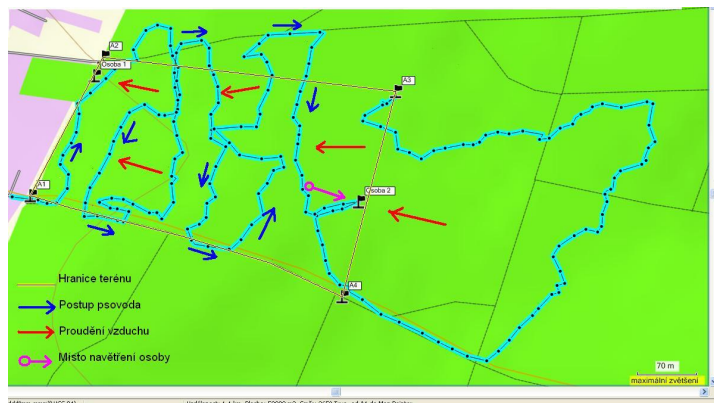 A2
Osoba 1
A3
A1
Osoba 2
A4
Hranice terénu
Postup psovoda
Proudění vzduchu
Místo navětření osoby
70 m
maximální zvětšení